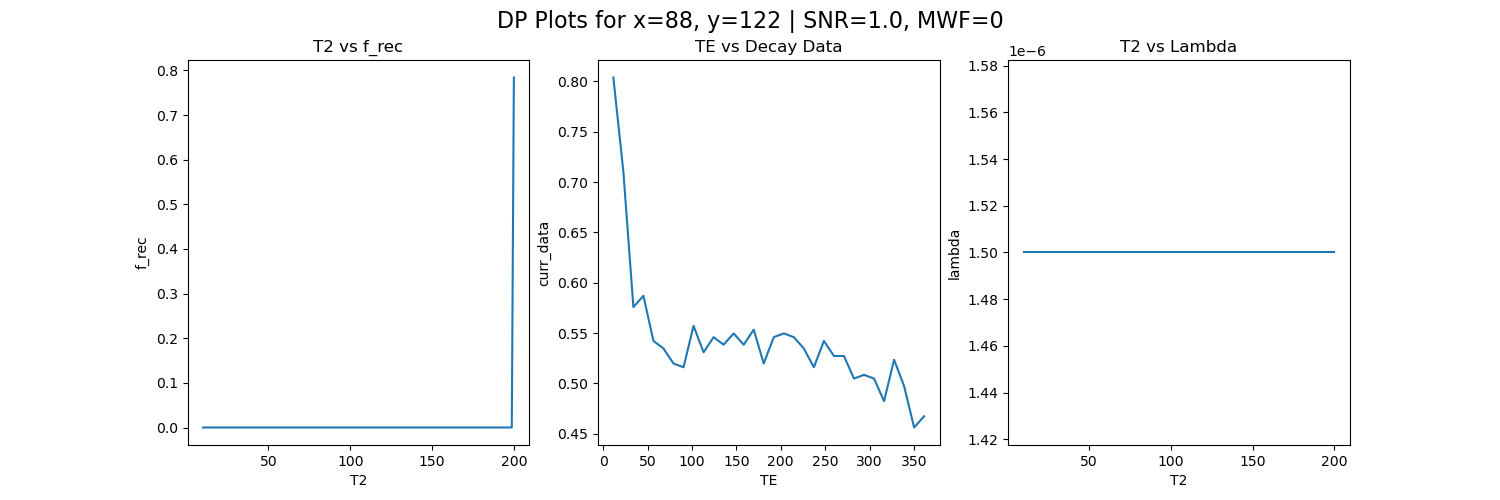 DP Plots for x=88, y=122 | SNR=1.0, MWF=0
T2 vs f_rec
f_rec
0.8
0.7
0.6
0.5
0.4
0.3
0.2
0.1
0.0
50 100 150 200
T2
TE vs Decay Data
curr_data
0.80
0.75
0.70
0.65
0.60
0.55
0.50
0.45
0 50 100 150 200 250 300 350
TE
T2 vs Lambda
1e−6
lambda
1.58
1.56
1.54
1.52
1.50
1.48
1.46
1.44
1.42
50 100 150 200
T2